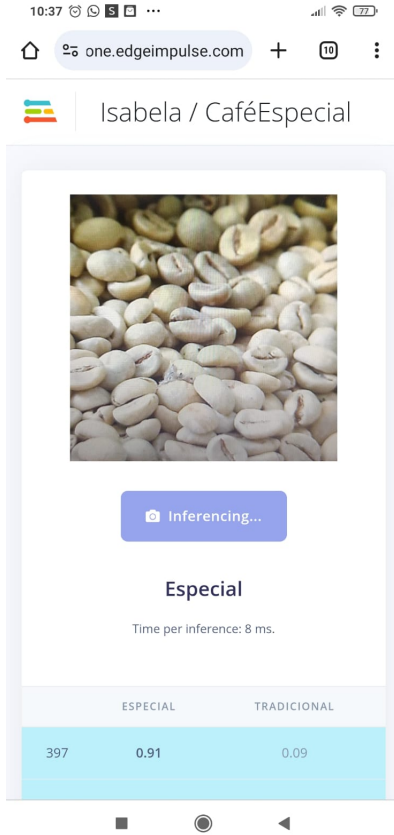 10:37
77
one.edgeimpulse.com
10
Isabela / CaféEspecial
Inferencing...
Especial
Time per inference: 8 ms.
ESPECIAL TRADICIONAL
397 0.91 0.09